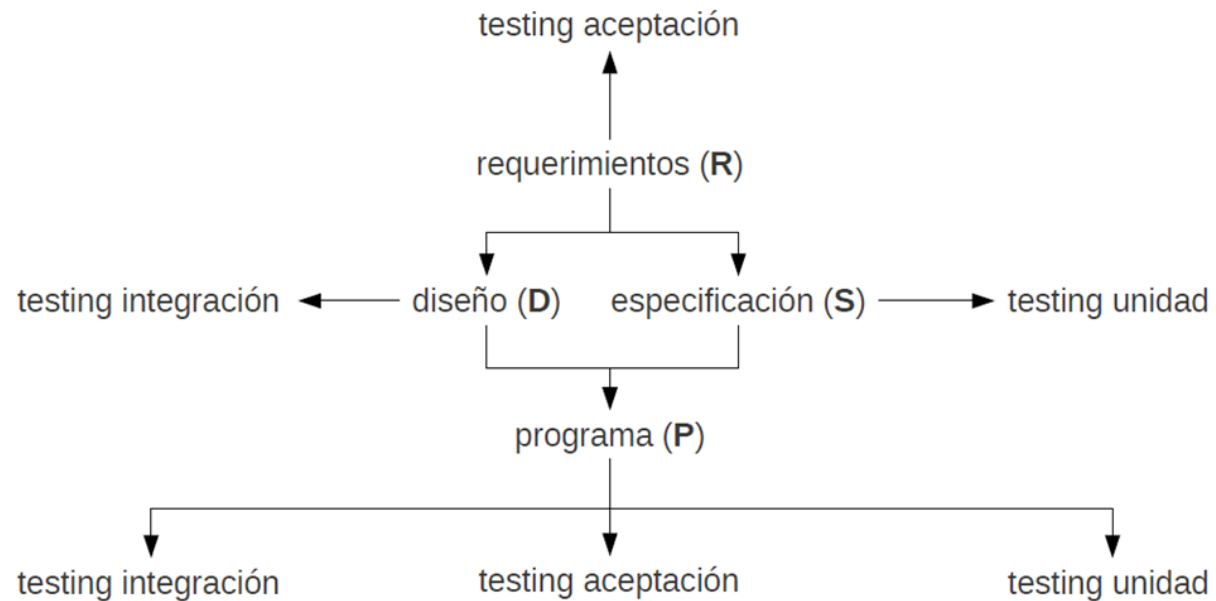 testing aceptación
requerimientos (R)
testing integración
diseño (D)
especificación (S)
testing unidad
programa (P)
testing integración
testing aceptación
testing unidad